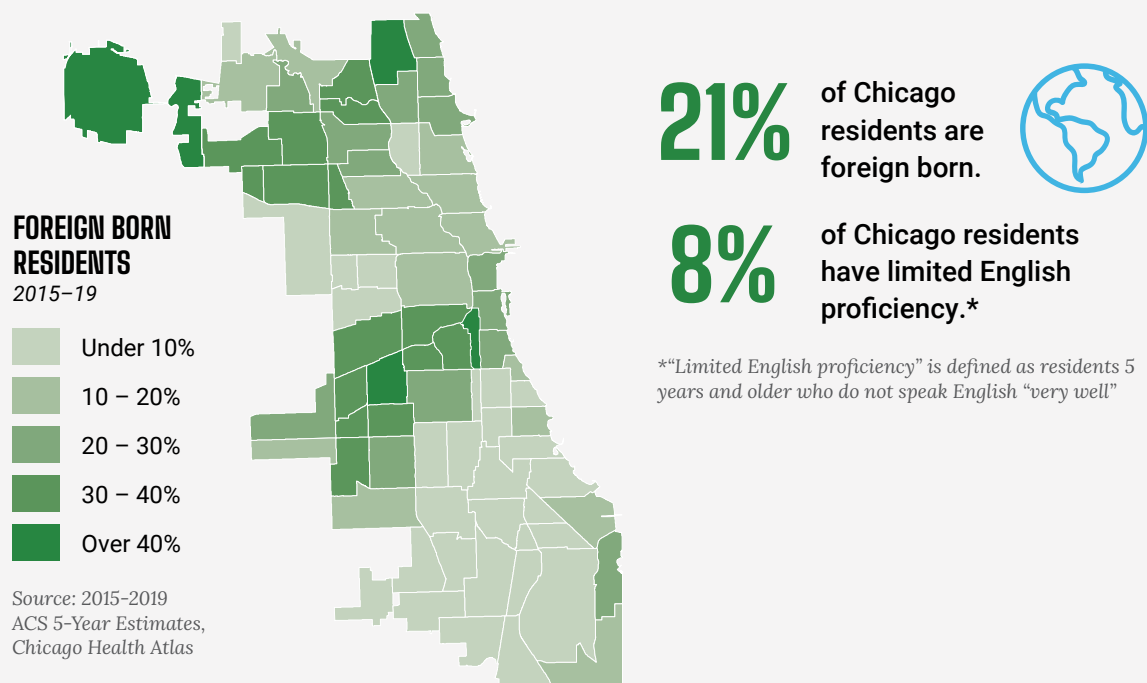 FOREIGN BORN
RESIDENTS
2015–19
Under 10%
10 – 20%
20 – 30%
30 – 40%
Over 40%
Source: 2015-2019
ACS 5-Year Estimates,
Chicago Health Atlas
21%
of Chicago
residents are
foreign born.
8%
of Chicago residents
have limited English
proficiency.*
*“Limited English proficiency” is defined as residents 5
years and older who do not speak English “very well”